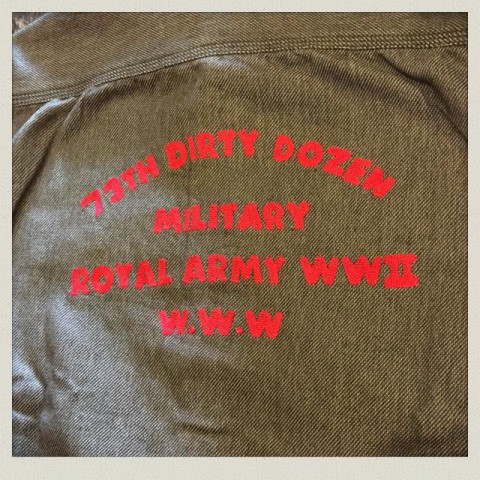 73TH DIRTY DOZEN
MILITARY
ROYAL ARMY WWII
W.W.W